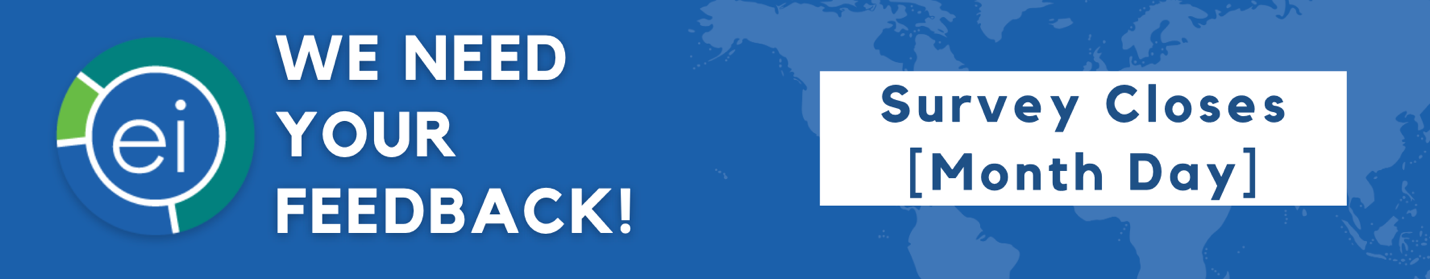 ei
WE NEED
YOUR
FEEDBACK!
Survey Closes
[Month Day]